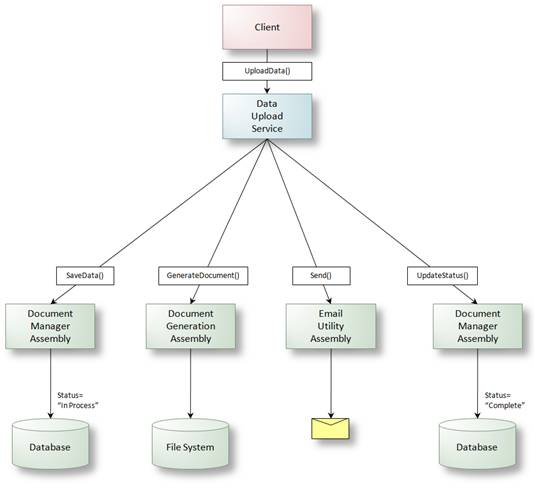 Client
UploadData()
Data
Upload
Service
SaveData()
GenerateDocument()
Send()
UpdateStatus()
Document
Manager
Assembly
Document
Generation
Assembly
Email
Utility
Assembly
Document
Manager
Assembly
Status=
"In Process"
Status=
"Complete"
Database
File System
Database